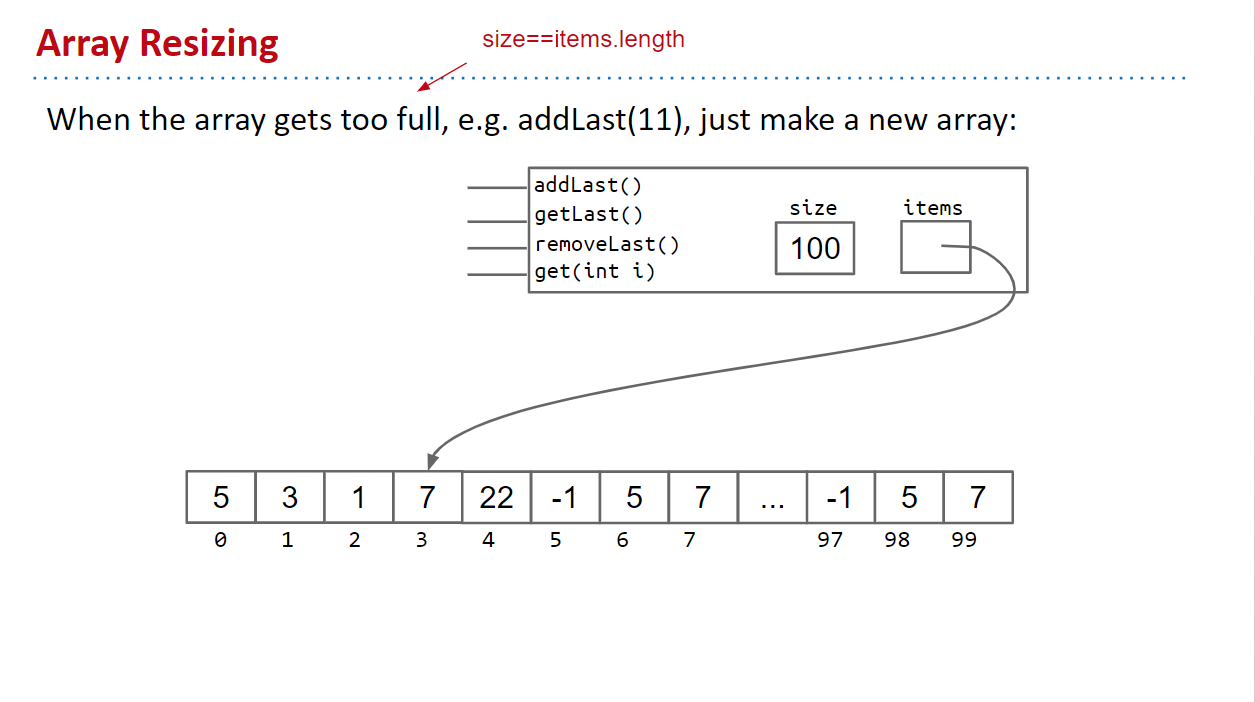 Array Resizing
size==items.length
When the array gets too full, e.g. addLast(11), just make a new array:
addLast()
getLast()
removeLast()
get(int i)
size
items
100
5 3 1 7 22 -1 5 7 ... -1 5 7
0 1 2 3 4 5 6 7 97 98 99